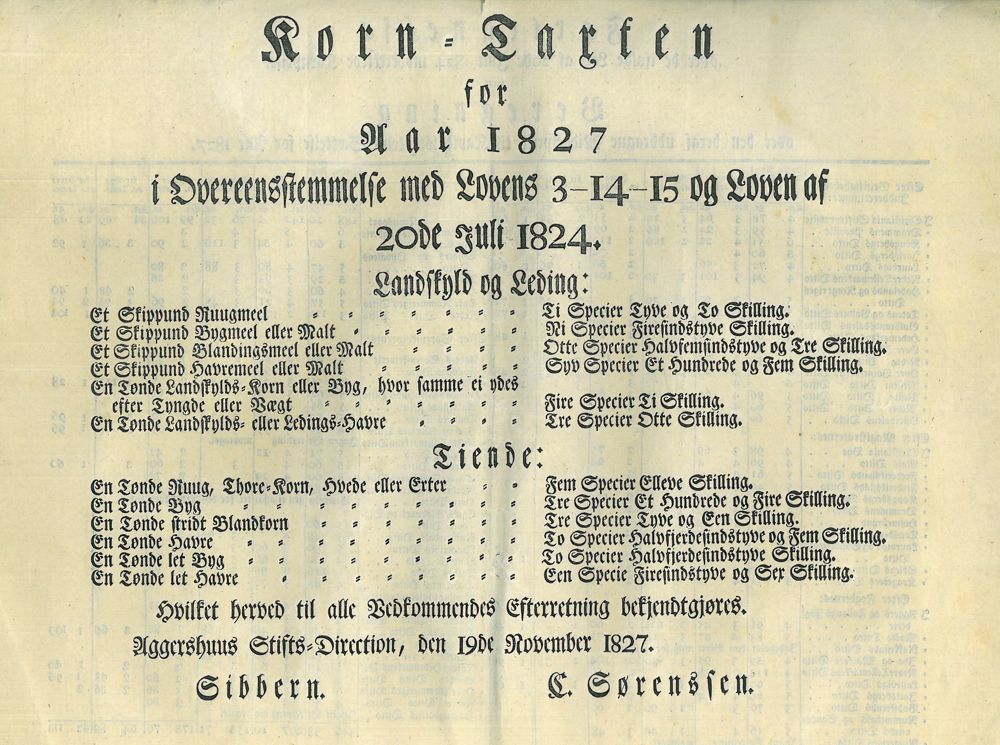 Korn-Taxten
for
Aar 1827
i Overeensstemmelse med Lovens 3-14-15 og Loven af
20de Juli 1824.
Landskyld og Leding:
Et Skippund Ruugmeel - - - - - - - Ti Specier Tyve og To Skilling.
Et Skippund Bygmeel eller Malt - - - - - - Ni Specier Firesindstyve Skilling.
Et Skippund Blandingsmeel eller Malt - - - - Otte Specier Halvfemsindstyve og Tre Skilling.
Et Skippund Havremeel eller Malt - - - - - Syv Specier Et Hundrede og Fem Skilling.
En Tønde Landskylds-Korn eller Byg, hvor samme ei ydes
efter Tyngde eller Vægt - - - - - - - Fire Specier Ti Skilling.
En Tønde Landskylds- eller Ledings-Havre - - - - Tre Specier Otte Skilling.
Tiende:
En Tønde Ruug, Thore-Korn, Hvede eller Erter - - Fem Specier Elleve Skilling.
En Tønde Byg - - - - - - - - - Tre Specier Et Hundrede og Fire Skilling.
En Tønde stridt Blandkorn - - - - - - - Tre Specier Tyve og Een Skilling.
En Tønde Havre - - - - - - - - - To Specier Halvfjerdesindstyve og Fem Skilling.
En Tønde let Byg - - - - - - - - - To Specier Halvfjerdesindstyve Skilling.
En Tønde let Havre - - - - - - - - Een Specie Firesindstyve og Sex Skilling.
Hvilket herved til alle Vedkommendes Efterretning bekjendtgjøres.
Aggershuus Stifts-Direction, den 19de November 1827.
Sibbern. C. Sørenssen.